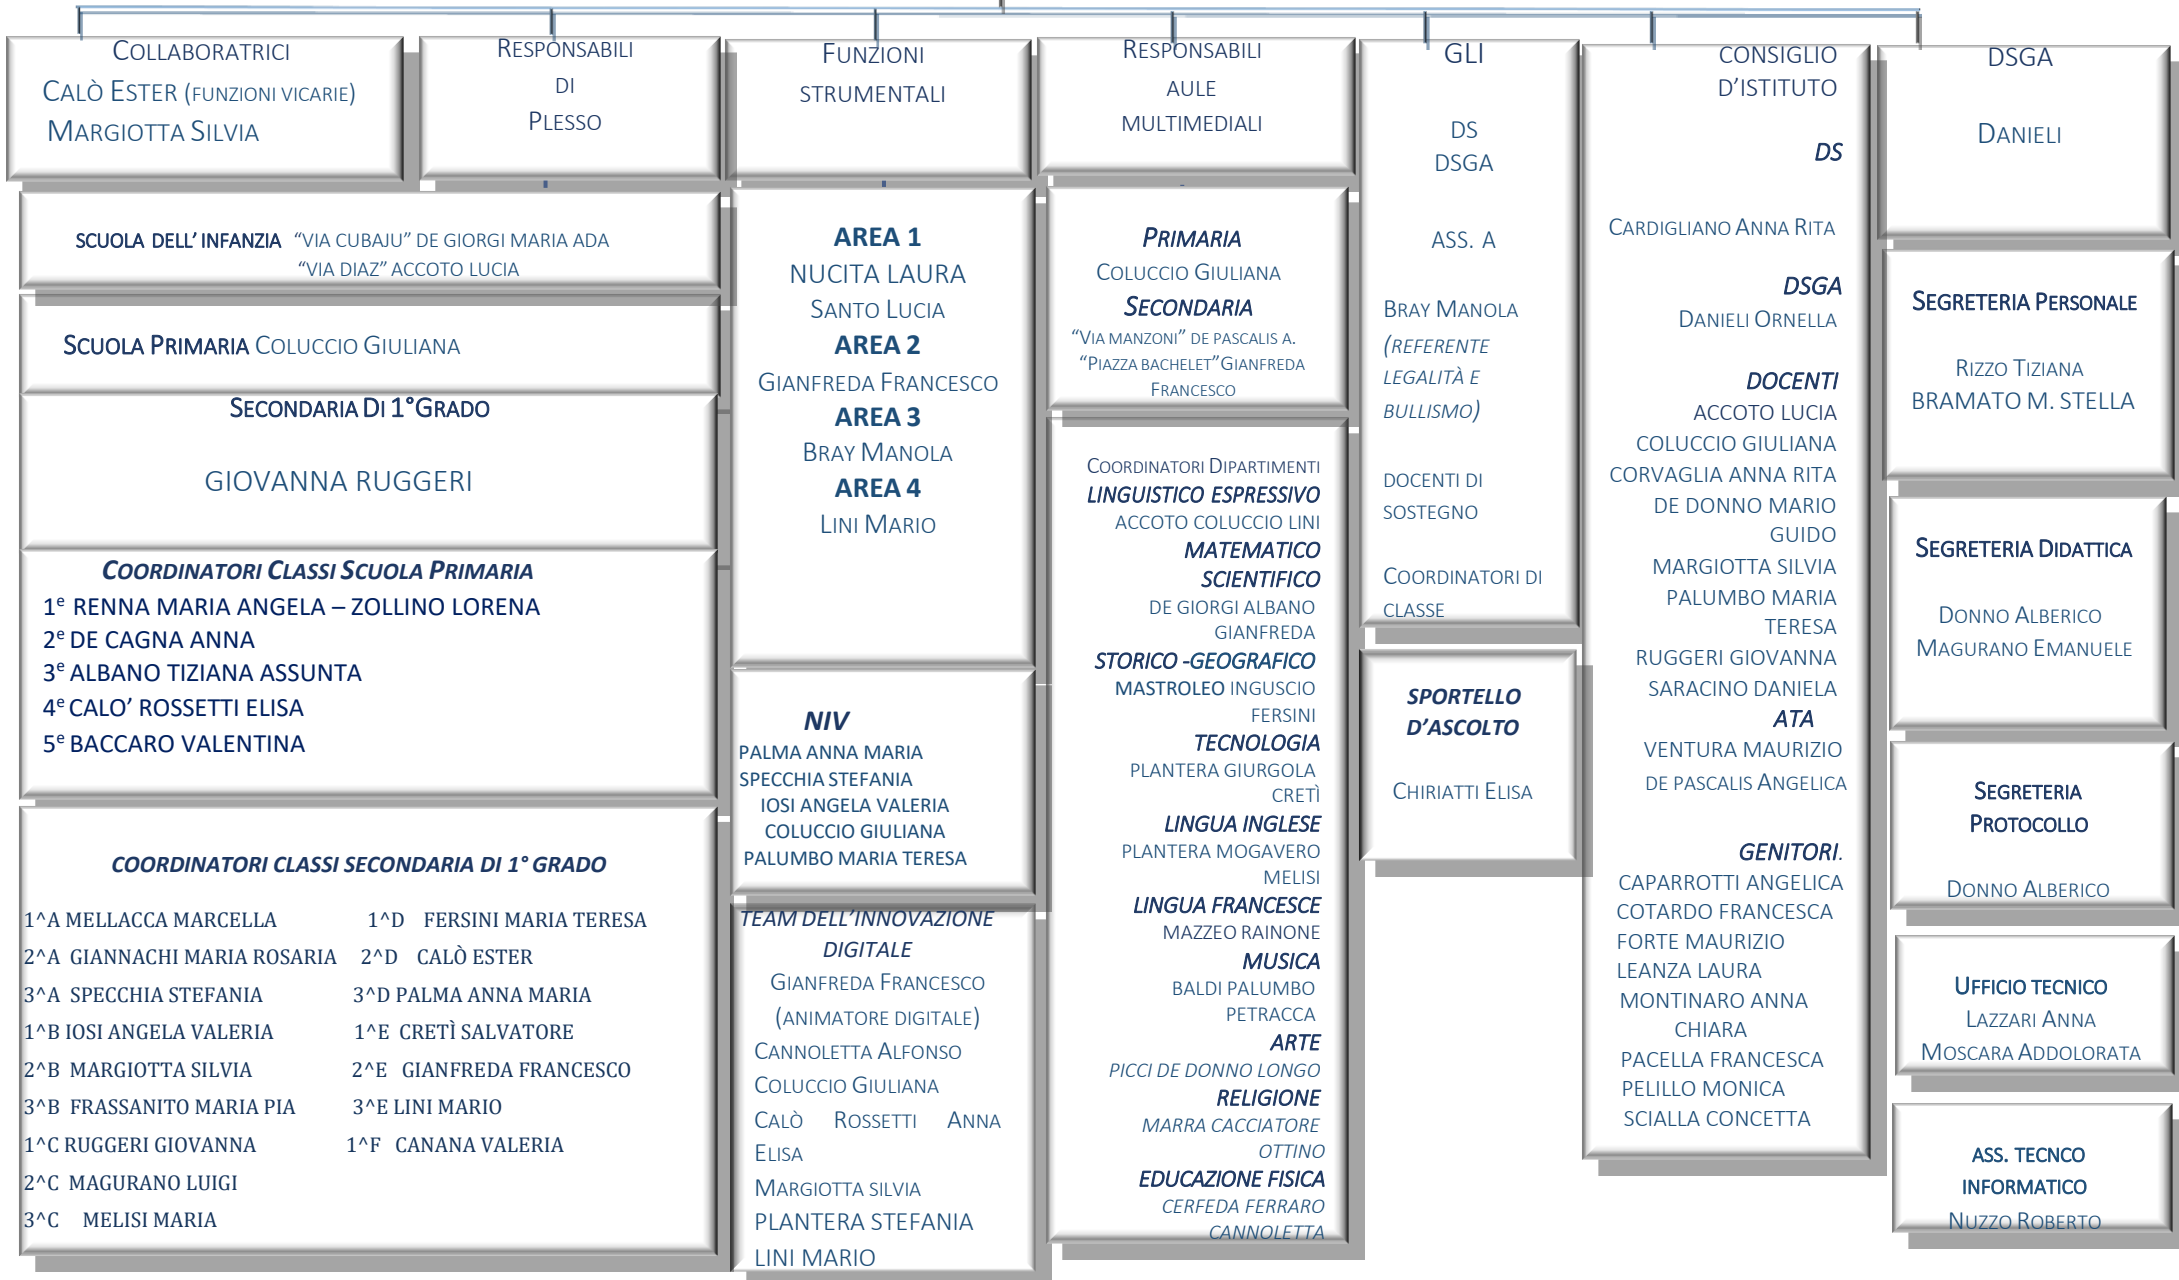 COLLABORATRICI
CALÒ ESTER (FUNZIONI VICARIE)
MARGIOTTA SILVIA
RESPONSABILI
DI
PLESSO
FUNZIONI
STRUMENTALI
RESPONSABILI
AULE
MULTIMEDIALI
GLI
DS
DSGA
ASS. A
BRAY MANOLA
(REFERENTE
LEGALITÀ E
BULLISMO)
DOCENTI DI
SOSTEGNO
COORDINATORI DI
CLASSE
CONSIGLIO
D’ISTITUTO
DS
CARDIGLIANO ANNA RITA
DSGA
DANIELI ORNELLA
DOCENTI
ACCOTO LUCIA
COLUCCIO GIULIANA
CORVAGLIA ANNA RITA
DE DONNO MARIO
GUIDO
MARGIOTTA SILVIA
PALUMBO MARIA
TERESA
RUGGERI GIOVANNA
SARACINO DANIELA
ATA
VENTURA MAURIZIO
DE PASCALIS ANGELICA
GENITORI.
CAPARROTTI ANGELICA
COTARDO FRANCESCA
FORTE MAURIZIO
LEANZA LAURA
MONTINARO ANNA
CHIARA
PACELLA FRANCESCA
PELILLO MONICA
SCIALLA CONCETTA
DSGA
DANIELI
SCUOLA DELL’ INFANZIA “VIA CUBAJU” DE GIORGI MARIA ADA
“VIA DIAZ” ACCOTO LUCIA
SCUOLA PRIMARIA COLUCCIO GIULIANA
SECONDARIA DI 1°GRADO
GIOVANNA RUGGERI
COORDINATORI CLASSI SCUOLA PRIMARIA
1e RENNA MARIA ANGELA – ZOLLINO LORENA
2e DE CAGNA ANNA
3e ALBANO TIZIANA ASSUNTA
4e CALO’ ROSSETTI ELISA
5e BACCARO VALENTINA
COORDINATORI CLASSI SECONDARIA DI 1° GRADO
1^A MELLACCA MARCELLA 1^D FERSINI MARIA TERESA
2^A GIANNACHI MARIA ROSARIA 2^D CALÒ ESTER
3^A SPECCHIA STEFANIA 3^D PALMA ANNA MARIA
1^B IOSI ANGELA VALERIA 1^E CRETÌ SALVATORE
2^B MARGIOTTA SILVIA 2^E GIANFREDA FRANCESCO
3^B FRASSANITO MARIA PIA 3^E LINI MARIO
1^C RUGGERI GIOVANNA 1^F CANANA VALERIA
2^C MAGURANO LUIGI
3^C MELISI MARIA
AREA 1
NUCITA LAURA
SANTO LUCIA
AREA 2
GIANFREDA FRANCESCO
AREA 3
BRAY MANOLA
AREA 4
LINI MARIO
NIV
PALMA ANNA MARIA
SPECCHIA STEFANIA
IOSI ANGELA VALERIA
COLUCCIO GIULIANA
PALUMBO MARIA TERESA
TEAM DELL’INNOVAZIONE
DIGITALE
GIANFREDA FRANCESCO
(ANIMATORE DIGITALE)
CANNOLETTA ALFONSO
COLUCCIO GIULIANA
CALÒ ROSSETTI ANNA
ELISA
MARGIOTTA SILVIA
PLANTERA STEFANIA
LINI MARIO
PRIMARIA
COLUCCIO GIULIANA
SECONDARIA
“VIA MANZONI” DE PASCALIS A.
“PIAZZA BACHELET”GIANFREDA
FRANCESCO
COORDINATORI DIPARTIMENTI
LINGUISTICO ESPRESSIVO
ACCOTO COLUCCIO LINI
MATEMATICO
SCIENTIFICO
DE GIORGI ALBANO
GIANFREDA
STORICO -GEOGRAFICO
MASTROLEO INGUSCIO
FERSINI
TECNOLOGIA
PLANTERA GIURGOLA
CRETÌ
LINGUA INGLESE
PLANTERA MOGAVERO
MELISI
LINGUA FRANCESCE
MAZZEO RAINONE
MUSICA
BALDI PALUMBO
PETRACCA
ARTE
PICCI DE DONNO LONGO
RELIGIONE
MARRA CACCIATORE
OTTINO
EDUCAZIONE FISICA
CERFEDA FERRARO
CANNOLETTA
SPORTELLO
D’ASCOLTO
CHIRIATTI ELISA
SEGRETERIA PERSONALE
RIZZO TIZIANA
BRAMATO M. STELLA
SEGRETERIA DIDATTICA
DONNO ALBERICO
MAGURANO EMANUELE
SEGRETERIA
PROTOCOLLO
DONNO ALBERICO
UFFICIO TECNICO
LAZZARI ANNA
MOSCARA ADDOLORATA
ASS. TECNCO
INFORMATICO
NUZZO ROBERTO